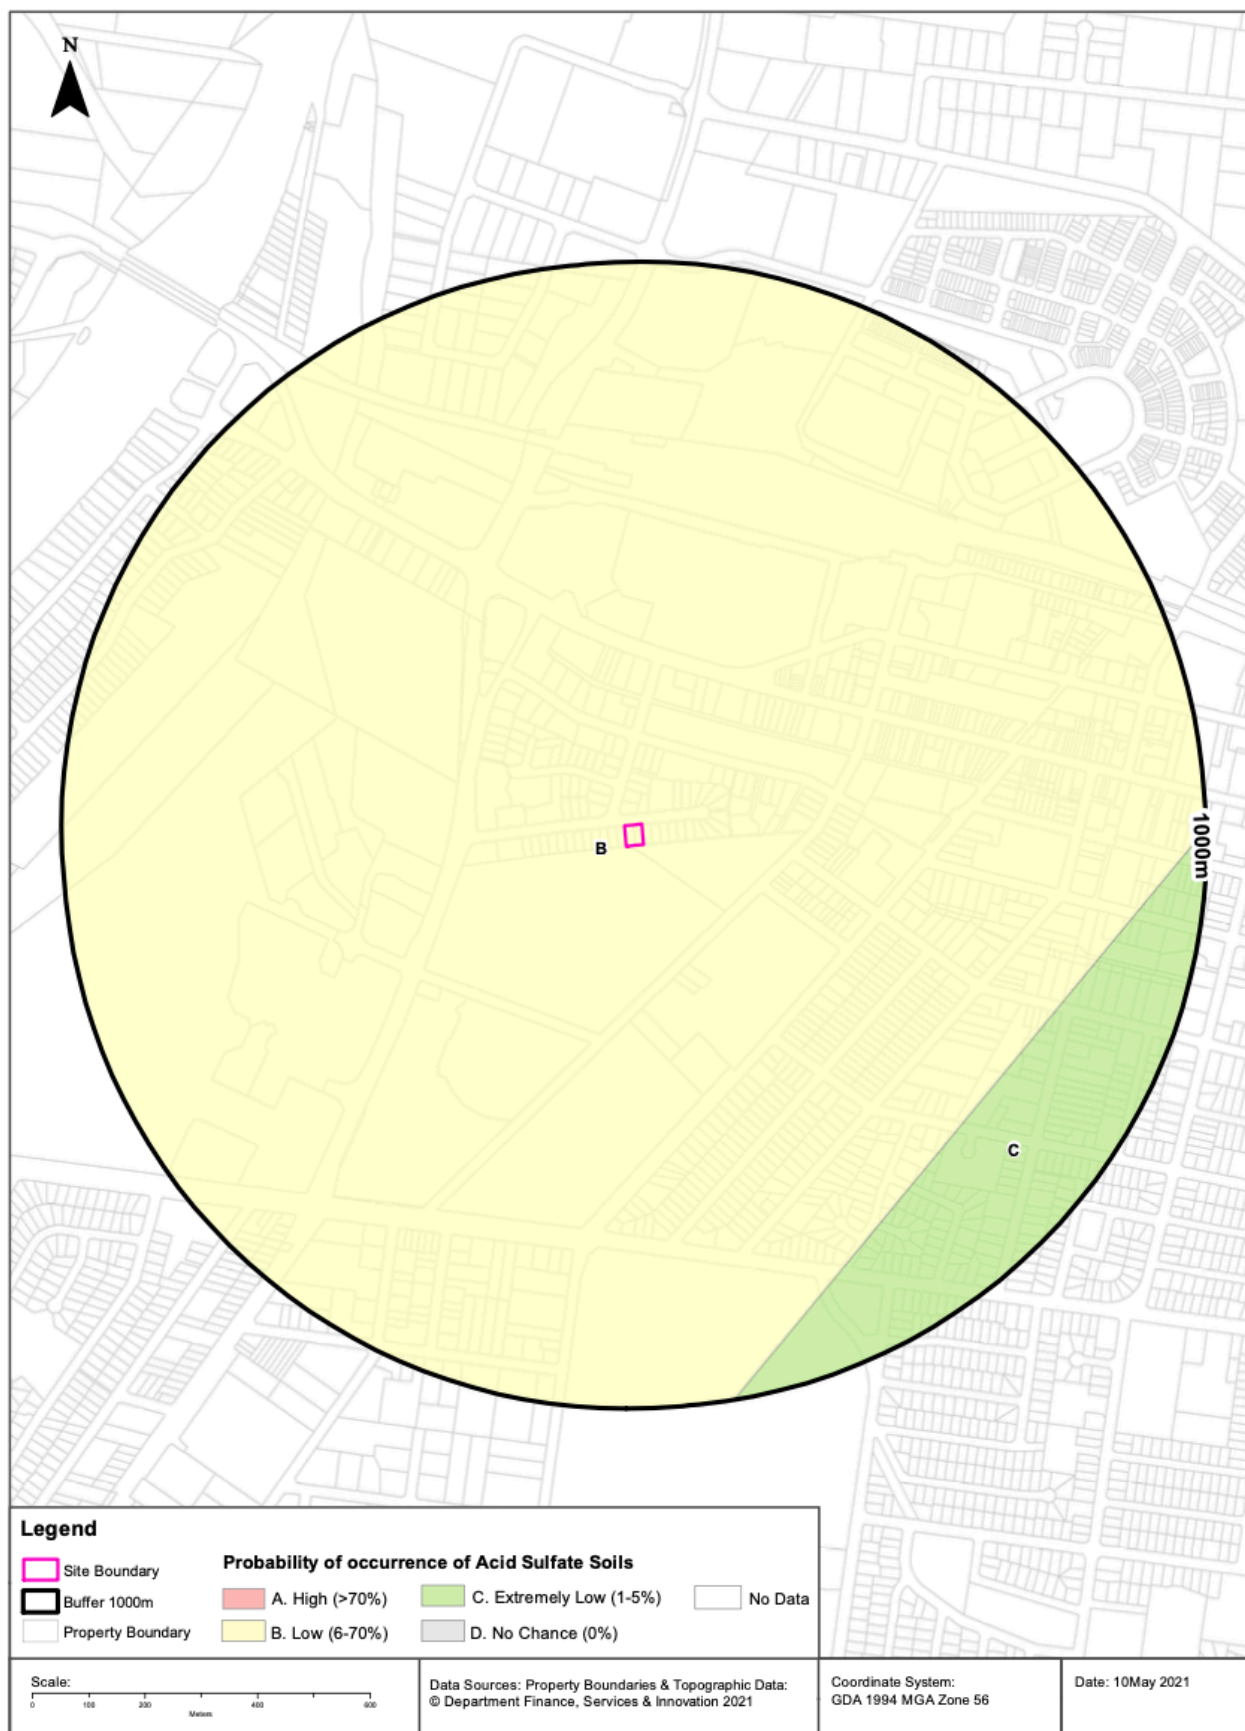 N
1000m
B
C
Legend
Site Boundary
Buffer 1000m
Property Boundary
Probability of occurrence of Acid Sulfate Soils
A. High (>70%)
C. Extremely Low (1-5%)
No Data
B. Low (6-70%)
D. No Chance (0%)
Scale:
0 100 200 400 600
Meters
Data Sources: Property Boundaries & Topographic Data:
© Department Finance, Services & Innovation 2021
Coordinate System:
GDA 1994 MGA Zone 56
Date: 10May 2021